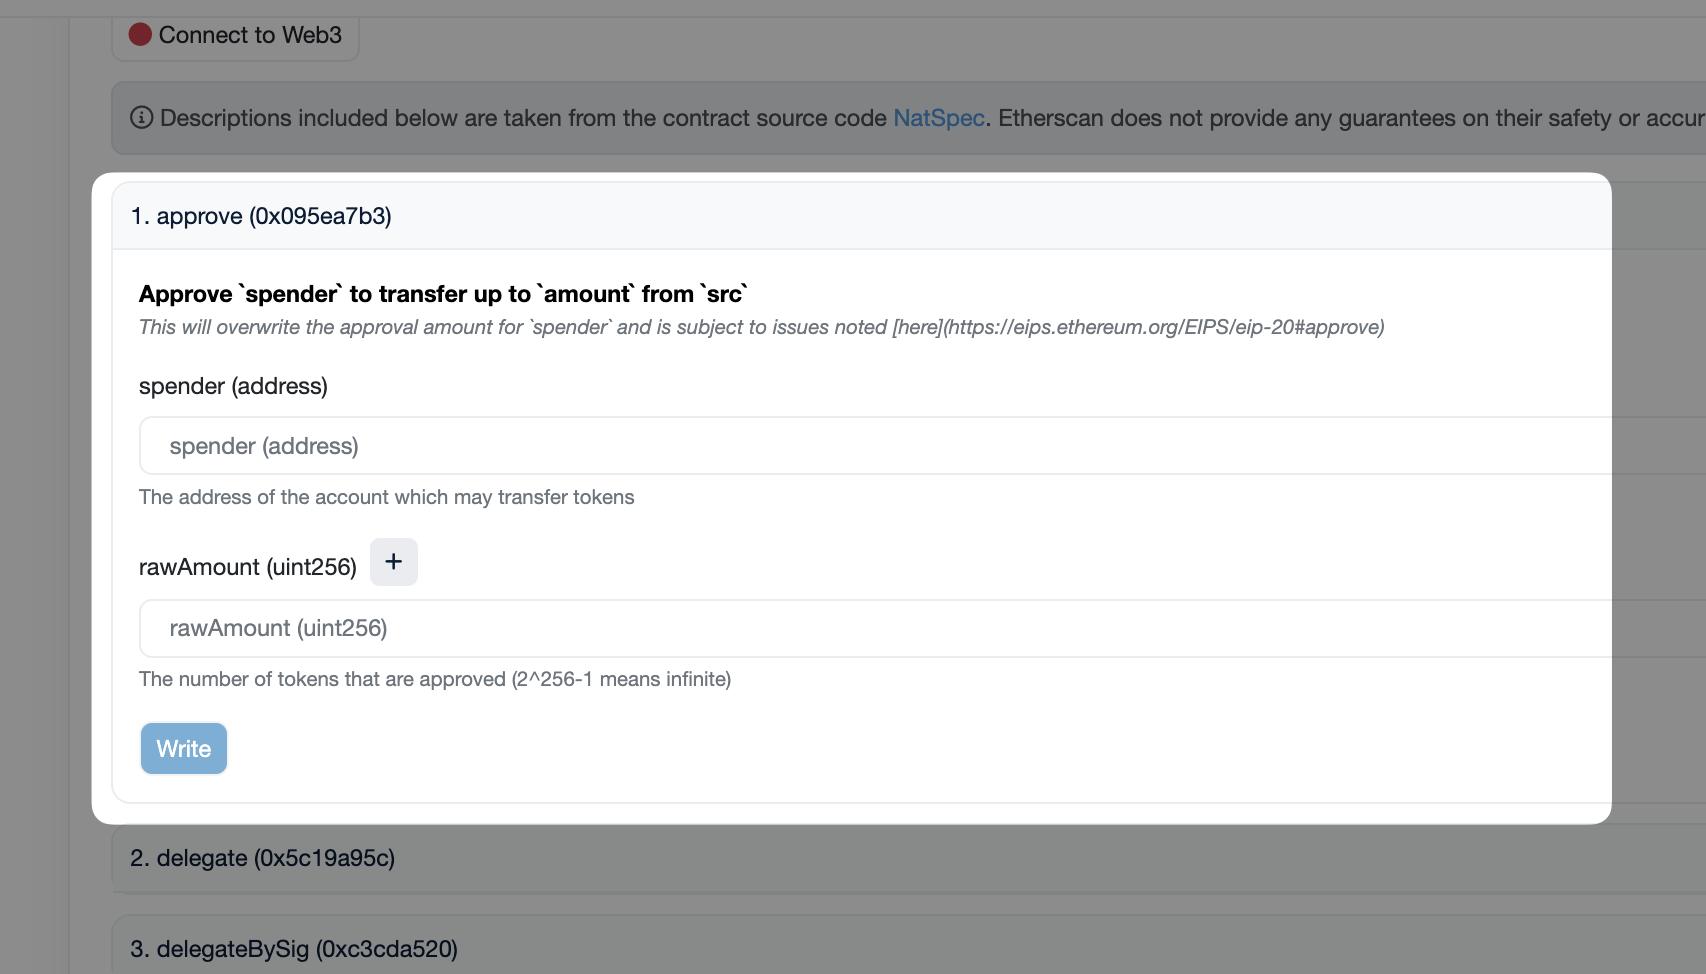 Connect to Web3
Descriptions included below are taken from the contract source code NatSpec. Etherscan does not provide any guarantees on their safety or
1. approve (0x095ea7b3)
Approve `spender` to transfer up to `amount` from `src`
This will overwrite the approval amount for `spender` and is subject to issues noted [here](https://eips.ethereum.org/EIPS/eip-20#approve)
spender (address)
spender (address)
The address of the account which may transfer tokens
rawAmount (uint256) +
rawAmount (uint256)
The number of tokens that are approved (2^256-1 means infinite)
Write
2. delegate (0x5c19a95c)
3. delegateBySig (0xc3cda520)